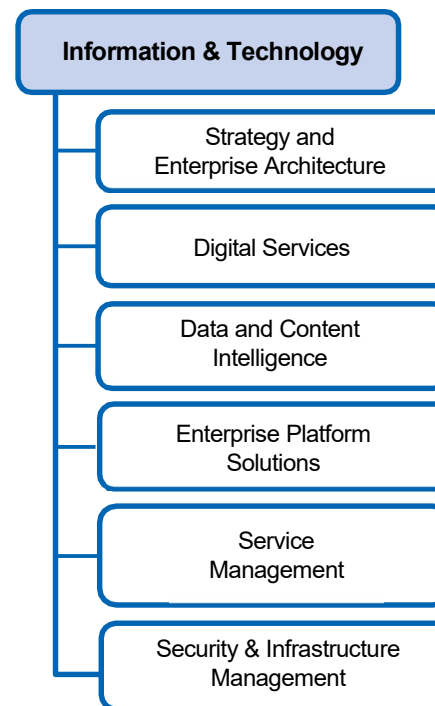 Information & Technology
Strategy and
Enterprise Architecture
Digital Services
Data and Content
Intelligence
Enterprise Platform
Solutions
Service
Management
Security & Infrastructure
Management